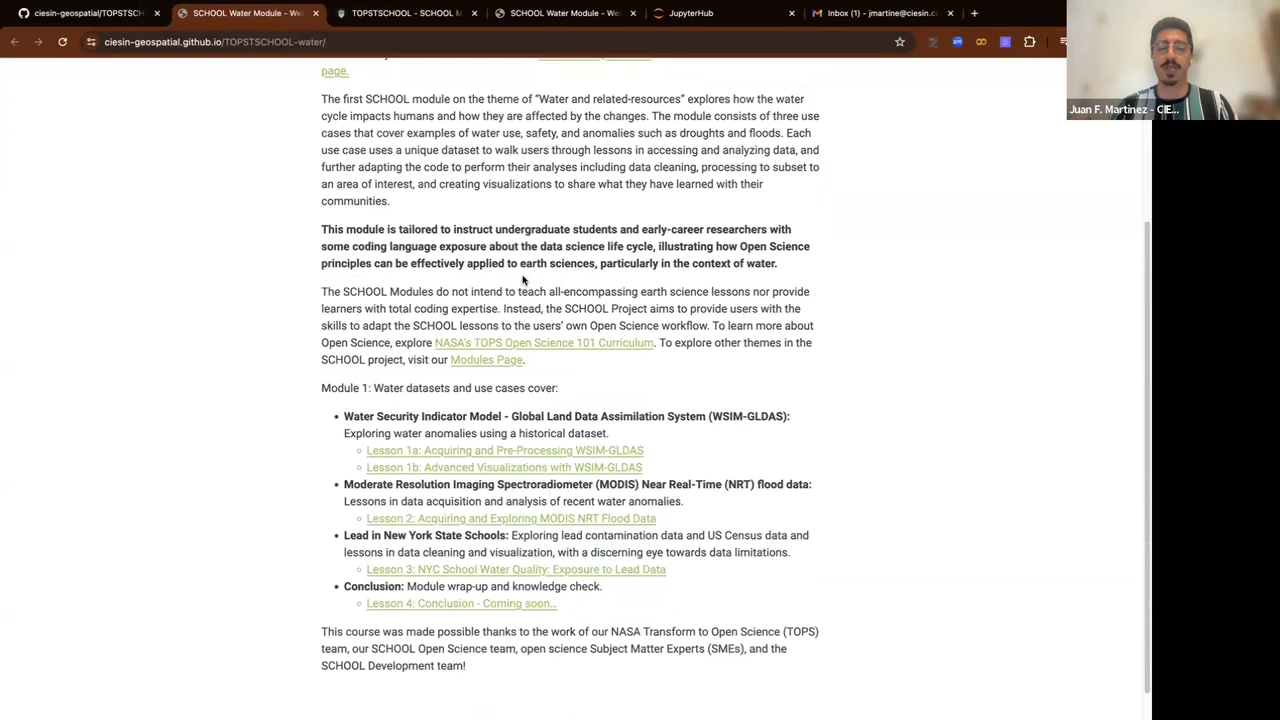 ciesin-geospatial/TOPSTSCHO
SCHOOL Water Module - We
TOPSTSCHOOL - SCHOOL M
SCHOOL Water Module - We
JupyterHub
Inbox (1) - jmartine@ciesin.c
ciesin-geospatial.github.io/TOPSTSCHOOL-water/
page.
The first SCHOOL module on the theme of “Water and related-resources” explores how the water
cycle impacts humans and how they are affected by the changes. The module consists of three use
cases that cover examples of water use, safety, and anomalies such as droughts and floods. Each
use case uses a unique dataset to walk users through lessons in accessing and analyzing data, and
further adapting the code to perform their analyses including data cleaning, processing to subset to
an area of interest, and creating visualizations to share what they have learned with their
communities.
This module is tailored to instruct undergraduate students and early-career researchers with
some coding language exposure about the data science life cycle, illustrating how Open Science
principles can be effectively applied to earth sciences, particularly in the context of water.
The SCHOOL Modules do not intend to teach all-encompassing earth science lessons nor provide
learners with total coding expertise. Instead, the SCHOOL Project aims to provide users with the
skills to adapt the SCHOOL lessons to the users’ own Open Science workflow. To learn more about
Open Science, explore NASA’s TOPS Open Science 101 Curriculum. To explore other themes in the
SCHOOL project, visit our Modules Page.
Module 1: Water datasets and use cases cover:
• Water Security Indicator Model - Global Land Data Assimilation System (WSIM-GLDAS):
Exploring water anomalies using a historical dataset.
◦ Lesson 1a: Acquiring and Pre-Processing WSIM-GLDAS
◦ Lesson 1b: Advanced Visualizations with WSIM-GLDAS
• Moderate Resolution Imaging Spectroradiometer (MODIS) Near Real-Time (NRT) flood data:
Lessons in data acquisition and analysis of recent water anomalies.
◦ Lesson 2: Acquiring and Exploring MODIS NRT Flood Data
• Lead in New York State Schools: Exploring lead contamination data and US Census data and
lessons in data cleaning and visualization, with a discerning eye towards data limitations.
◦ Lesson 3: NYC School Water Quality: Exposure to Lead Data
• Conclusion: Module wrap-up and knowledge check.
◦ Lesson 4: Conclusion - Coming soon…
This course was made possible thanks to the work of our NASA Transform to Open Science (TOPS)
team, our SCHOOL Open Science team, open science Subject Matter Experts (SMEs), and the
SCHOOL Development team!
Juan F. Martinez - CIE...